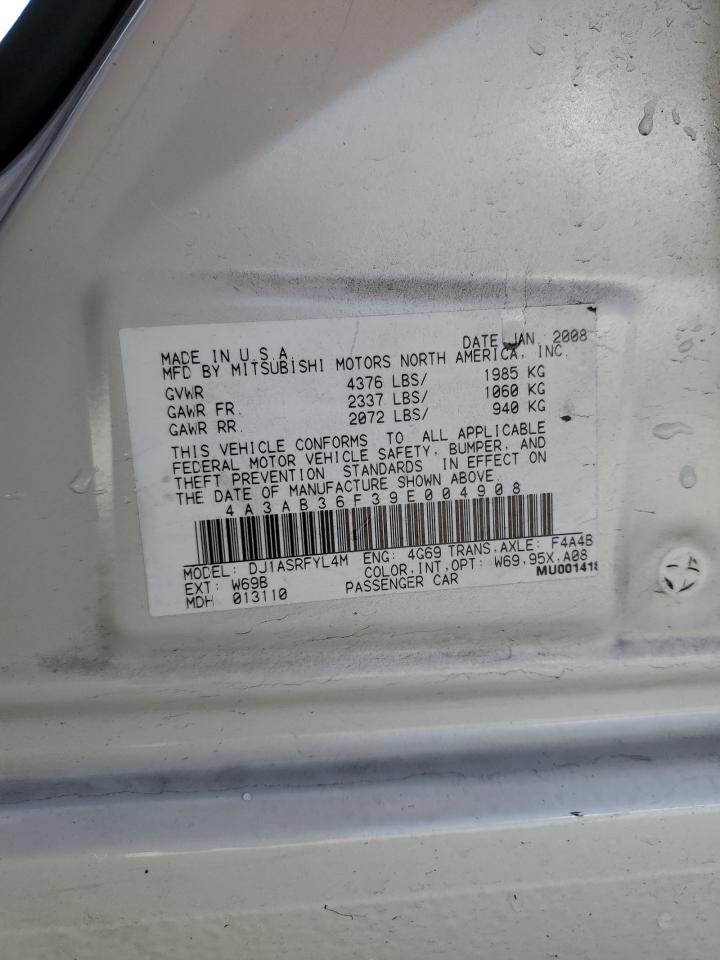 MADE IN U.S.A. DATE JAN. 2008
MFD BY MITSUBISHI MOTORS NORTH AMERICA, INC.
GVWR 4376 LBS/ 1985 KG
GAWR FR. 2337 LBS/ 1060 KG
GAWR RR. 2072 LBS/ 940 KG
THIS VEHICLE CONFORMS TO ALL APPLICABLE
FEDERAL MOTOR VEHICLE SAFETY, BUMPER, AND
THEFT PREVENTION STANDARDS IN EFFECT ON
THE DATE OF MANUFACTURE SHOWN ABOVE.
4A3AB36F39E004908
MODEL: DJ1ASRFYL4M ENG: 4G69 TRANS,AXLE: F4A4B
EXT: W69B COLOR,INT,OPT: W69,95X,A08
MDH 013110 PASSENGER CAR MU001418